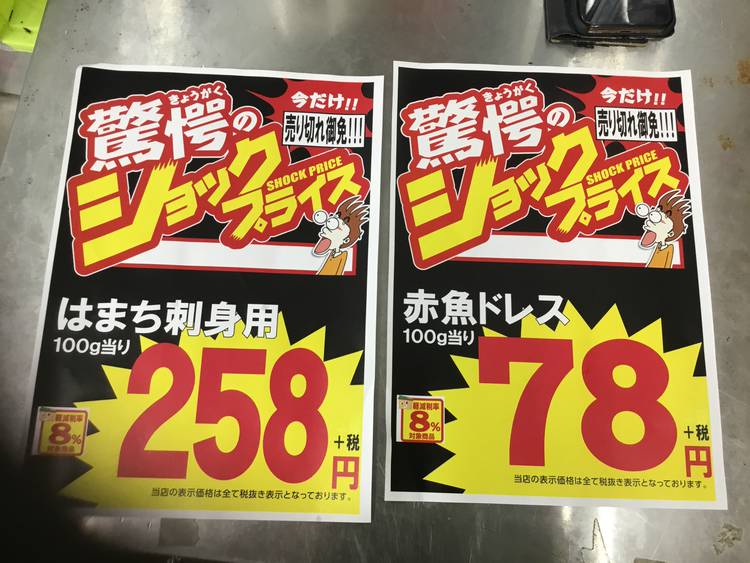 きょうがく
驚愕の
今だけ!!
売り切れ御免!!!
ショック
SHOCK PRICE
プライス
はまち刺身用
100g当り
258
円
+税
軽減税率
8%
対象商品
当店の表示価格は全て税抜き表示となっております。
きょうがく
驚愕の
今だけ!!
売り切れ御免!!!
ショック
SHOCK PRICE
プライス
赤魚ドレス
100g当り
78
円
+税
軽減税率
8%
対象商品
当店の表示価格は全て税抜き表示となっております。